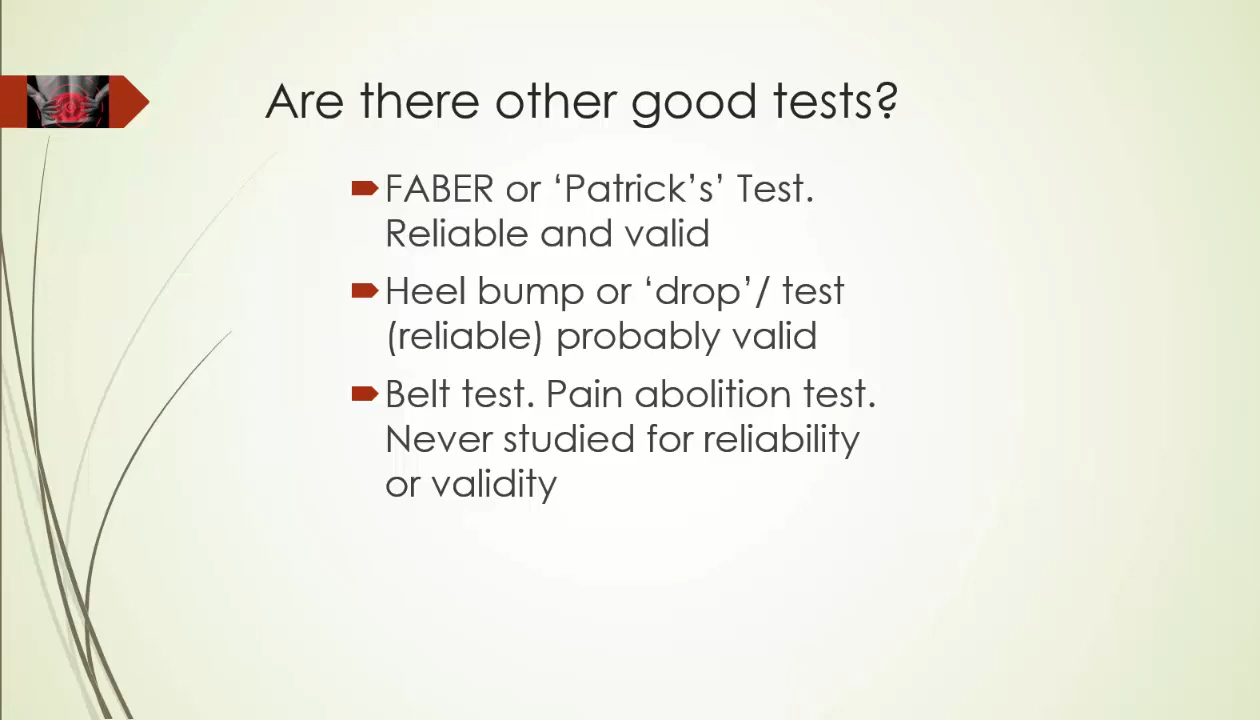 Are there other good tests?
FABER or ‘Patrick’s’ Test.
Reliable and valid
Heel bump or ‘drop’/ test
(reliable) probably valid
Belt test. Pain abolition test.
Never studied for reliability
or validity